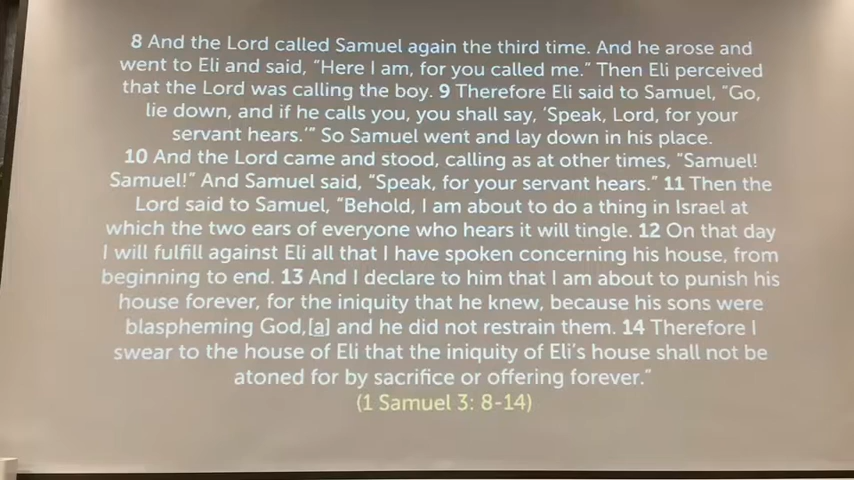 8 And the Lord called Samuel again the third time. And he arose and
went to Eli and said, “Here I am, for you called me.” Then Eli perceived
that the Lord was calling the boy. 9 Therefore Eli said to Samuel, “Go,
lie down, and if he calls you, you shall say, ‘Speak, Lord, for your
servant hears.’” So Samuel went and lay down in his place.
10 And the Lord came and stood, calling as at other times, “Samuel!
Samuel!” And Samuel said, “Speak, for your servant hears.” 11 Then the
Lord said to Samuel, “Behold, I am about to do a thing in Israel at
which the two ears of everyone who hears it will tingle. 12 On that day
I will fulfill against Eli all that I have spoken concerning his house, from
beginning to end. 13 And I declare to him that I am about to punish his
house forever, for the iniquity that he knew, because his sons were
blaspheming God,[a] and he did not restrain them. 14 Therefore I
swear to the house of Eli that the iniquity of Eli’s house shall not be
atoned for by sacrifice or offering forever.”
(1 Samuel 3: 8-14)